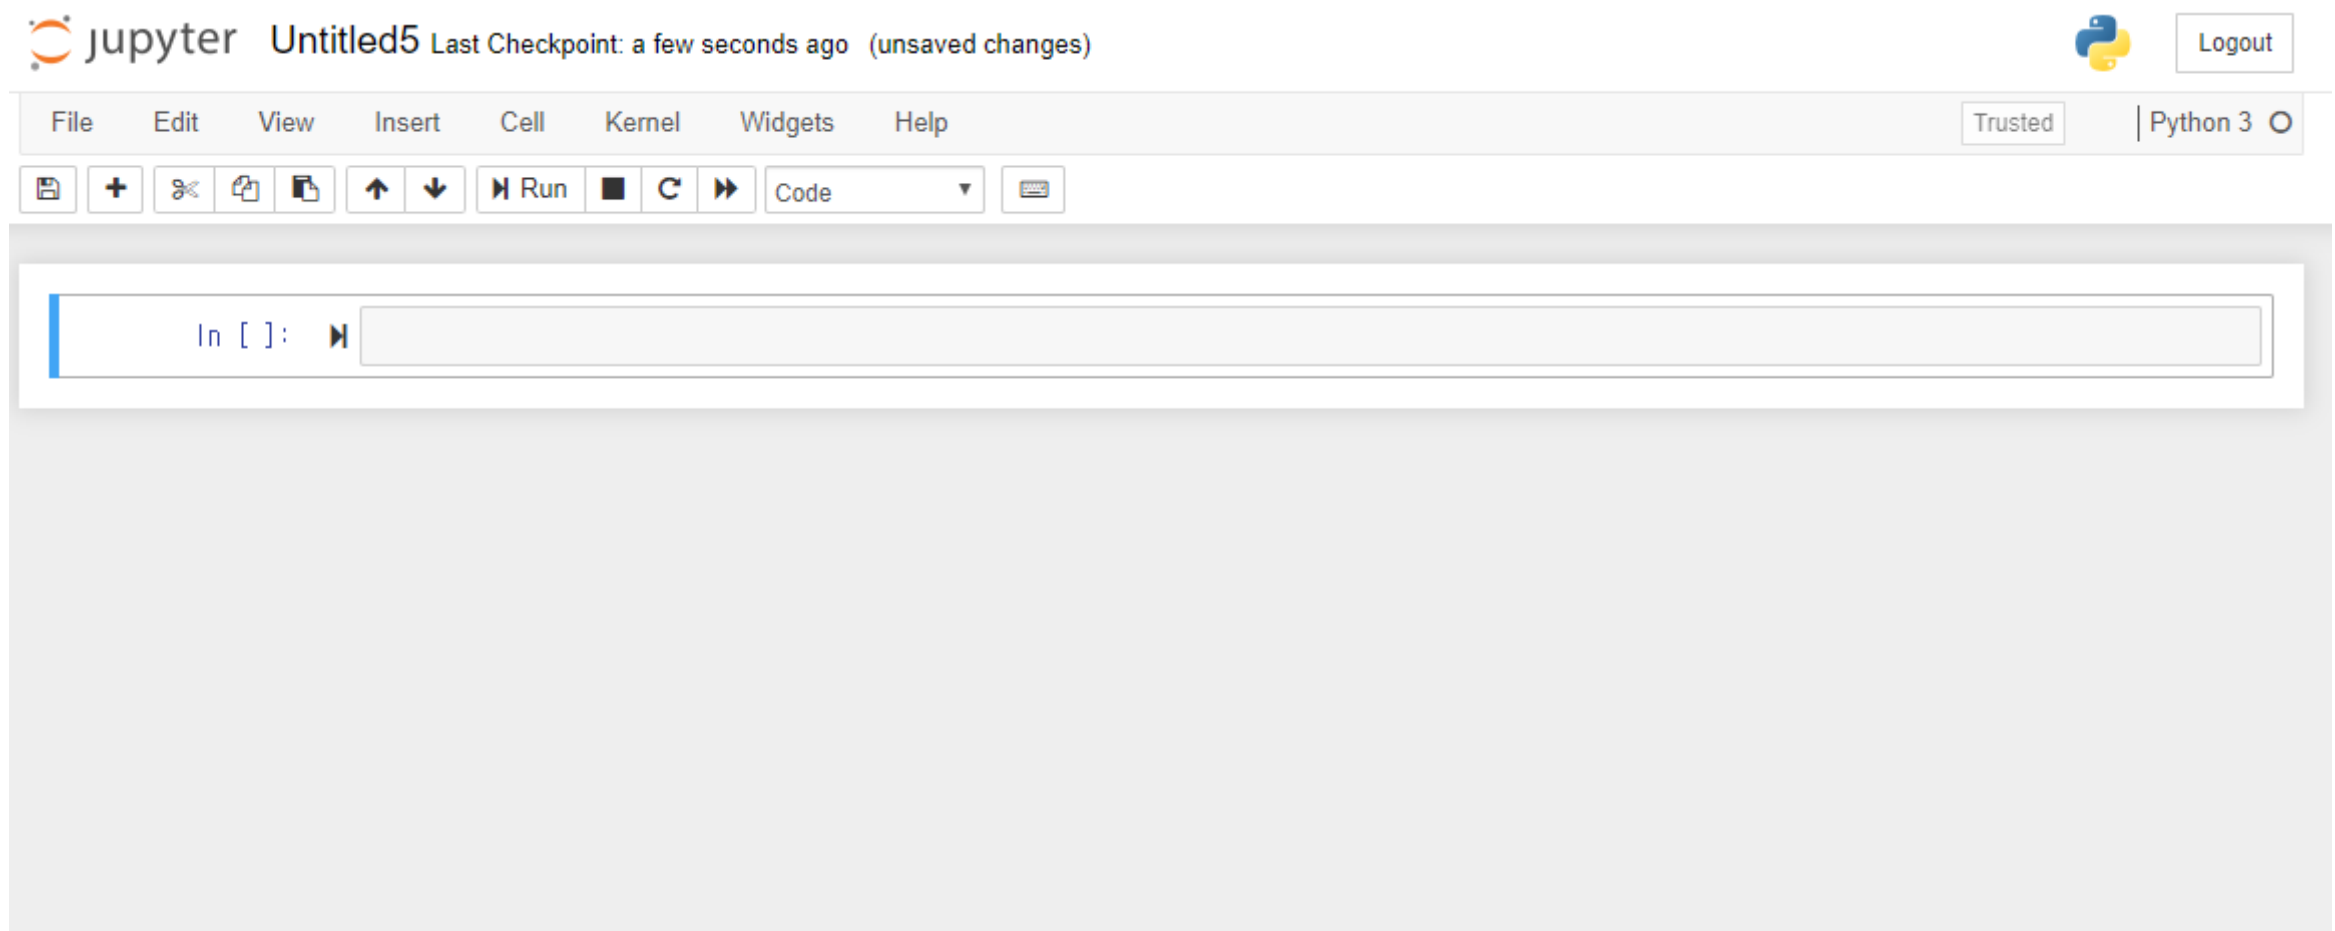 jupyter Untitled5 Last Checkpoint: a few seconds ago (unsaved changes) Logout
File Edit View Insert Cell Kernel Widgets Help Trusted Python 3
Run Code
In [ ]: